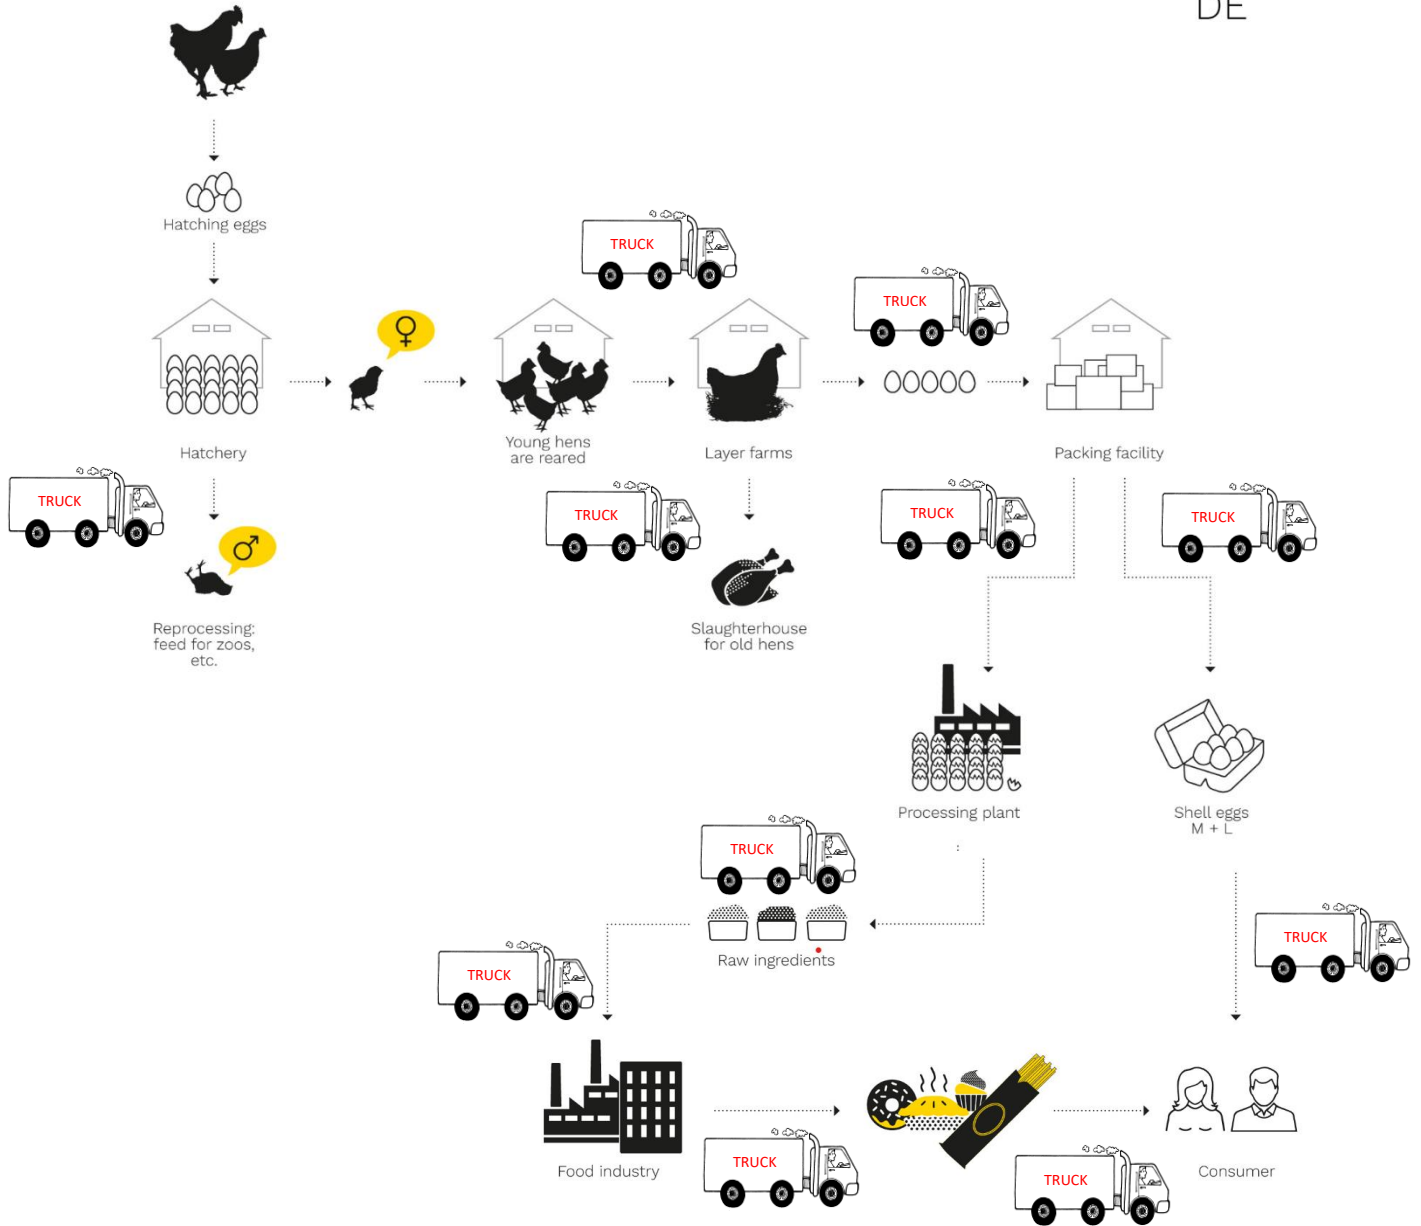 DE
Hatching eggs
TRUCK
TRUCK
Hatchery
Young hens
are reared
Layer farms
Packing facility
TRUCK
TRUCK
TRUCK
TRUCK
Reprocessing:
feed for zoos,
etc.
Slaughterhouse
for old hens
Processing plant
Shell eggs
M + L
TRUCK
Raw ingredients
TRUCK
TRUCK
Food industry
TRUCK
TRUCK
Consumer